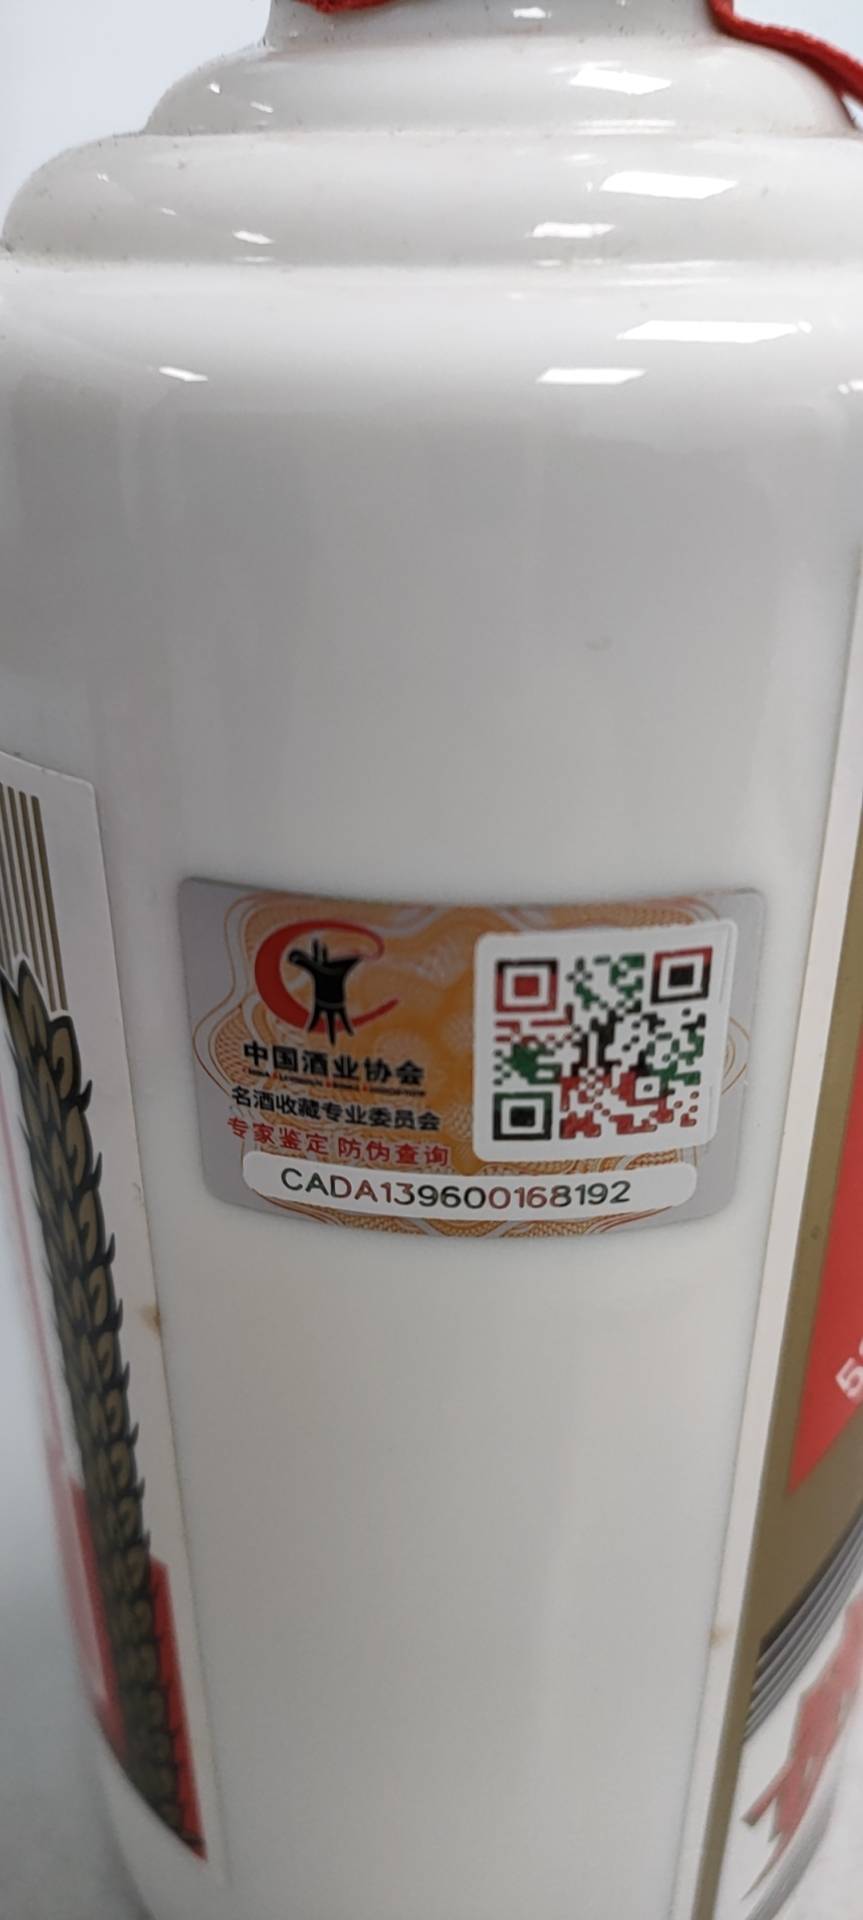 中国酒业协会
名酒收藏专业委员会
专家鉴定 防伪查询
CADA139600168192